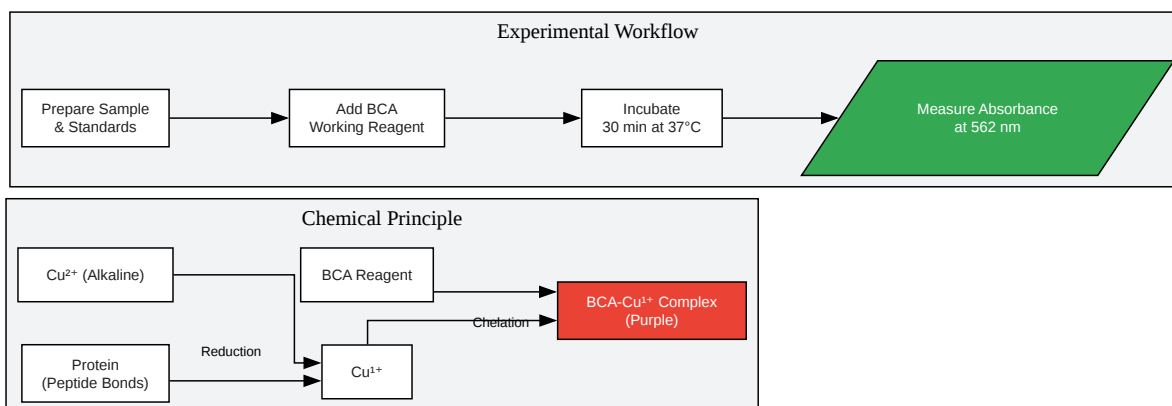 Experimental Workflow
Prepare Sample
& Standards
Add BCA
Working Reagent
Incubate
30 min at 37°C
Measure Absorbance
at 562 nm
Chemical Principle
Cu²⁺ (Alkaline)
BCA Reagent
BCA-Cu¹⁺ Complex
(Purple)
Chelation
Reduction
Protein
(Peptide Bonds)
Cu¹⁺